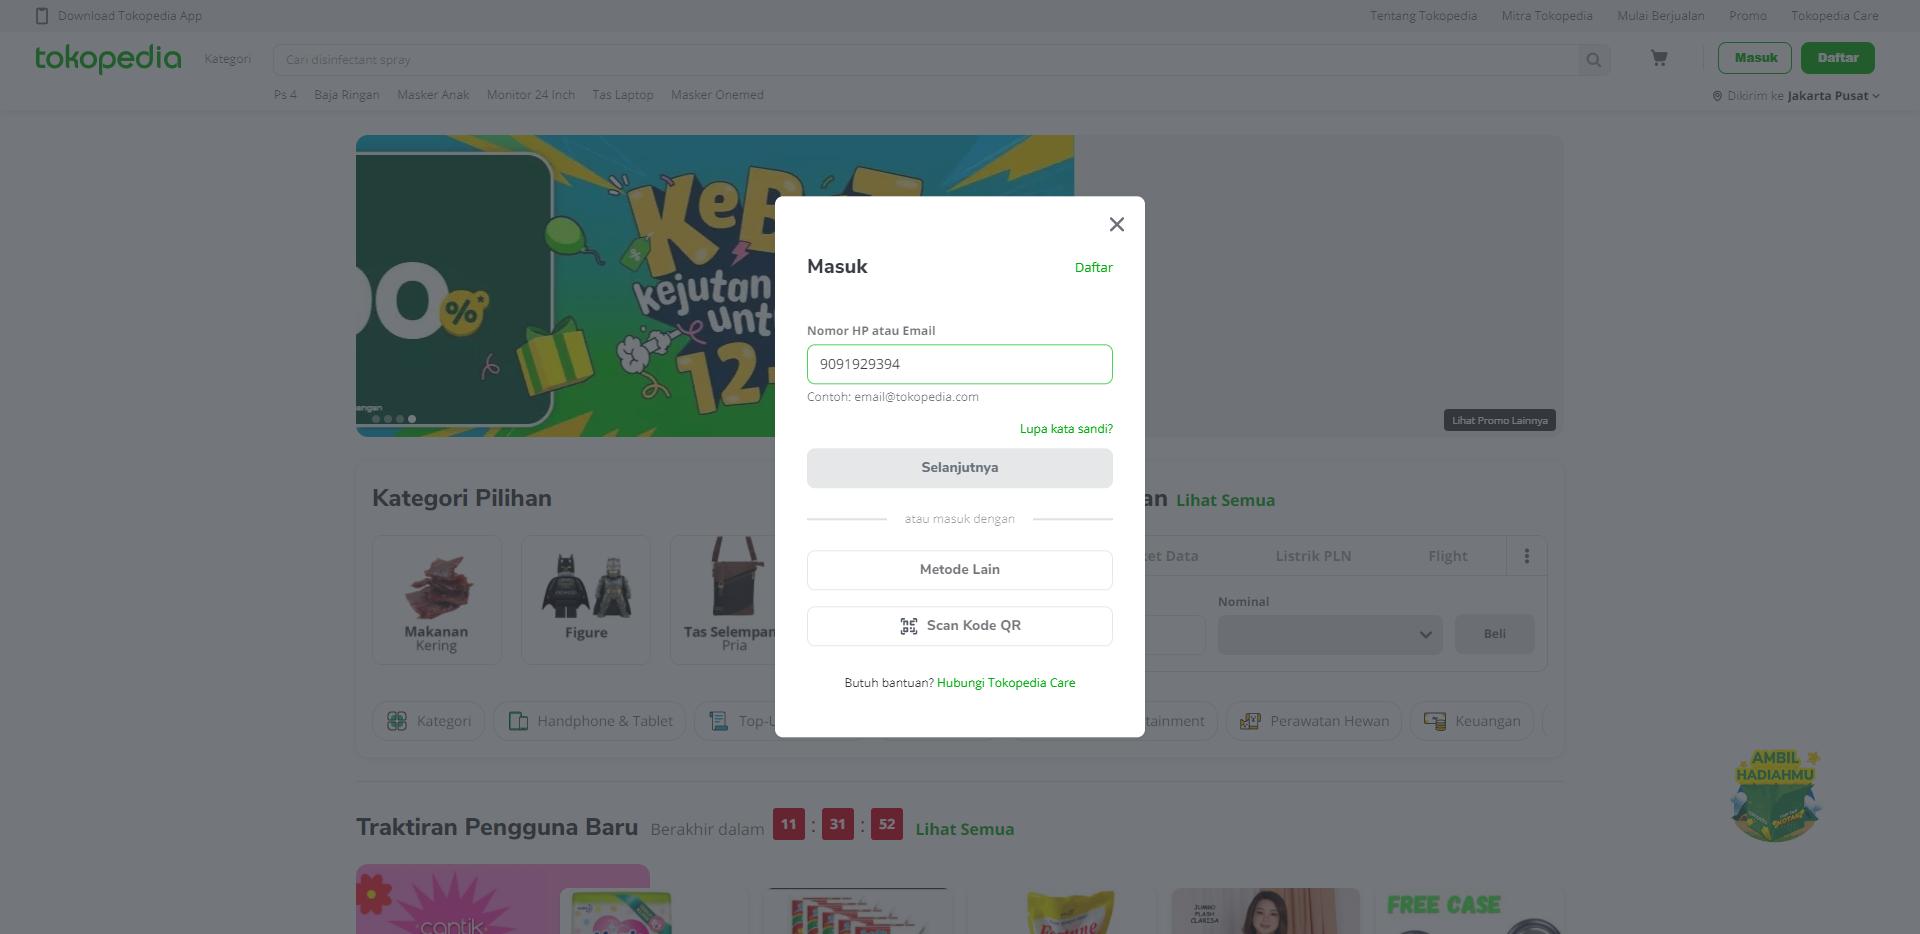 Download Tokopedia App
Tentang Tokopedia Mitra Tokopedia Mulai Berjualan Promo Tokopedia Care
tokopedia
Kategori
Cari disinfectant spray
Masuk
Daftar
Ps 4 Baja Ringan Masker Anak Monitor 24 Inch Tas Laptop Masker Onemed
Dikirim ke Jakarta Pusat
kejutan
unt
12.
%
Lihat Promo Lainnya
Masuk
Daftar
Nomor HP atau Email
9091929394
Contoh: email@tokopedia.com
Lupa kata sandi?
Selanjutnya
atau masuk dengan
Metode Lain
Scan Kode QR
Butuh bantuan? Hubungi Tokopedia Care
Kategori Pilihan
an Lihat Semua
Makanan
Kering
Figure
Tas Selempan
Pria
et Data
Listrik PLN
Flight
Nominal
Beli
Kategori
Handphone & Tablet
Top-U
tainment
Perawatan Hewan
Keuangan
AMBIL
HADIAHMU
Traktiran Pengguna Baru
Berakhir dalam
11 : 31 : 52
Lihat Semua
cantik
Fortune
JUMBO
FLASH
CLARISA
FREE CASE